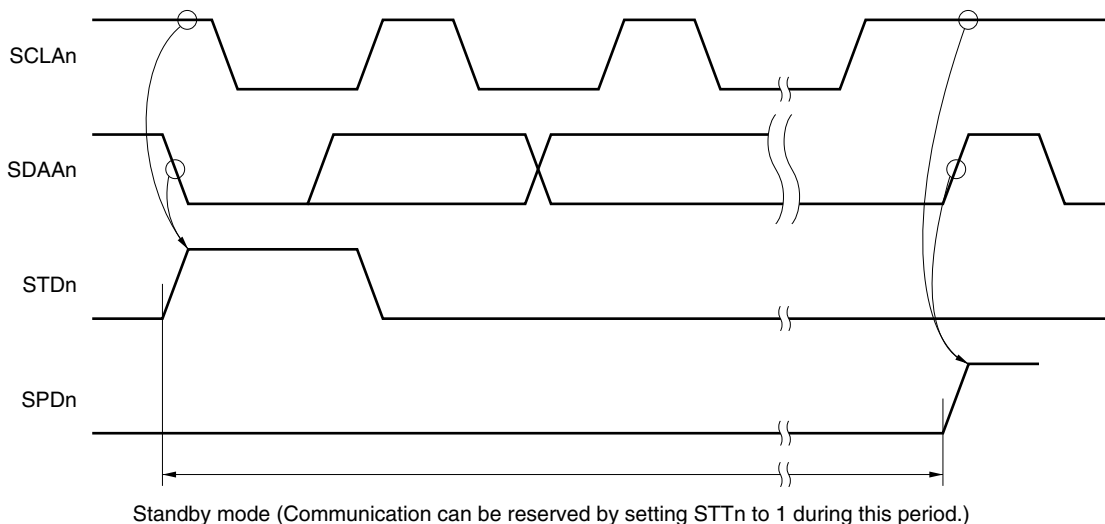 SCLAn
SDAAn
STDn
SPDn
Standby mode (Communication can be reserved by setting STTn to 1 during this period.)